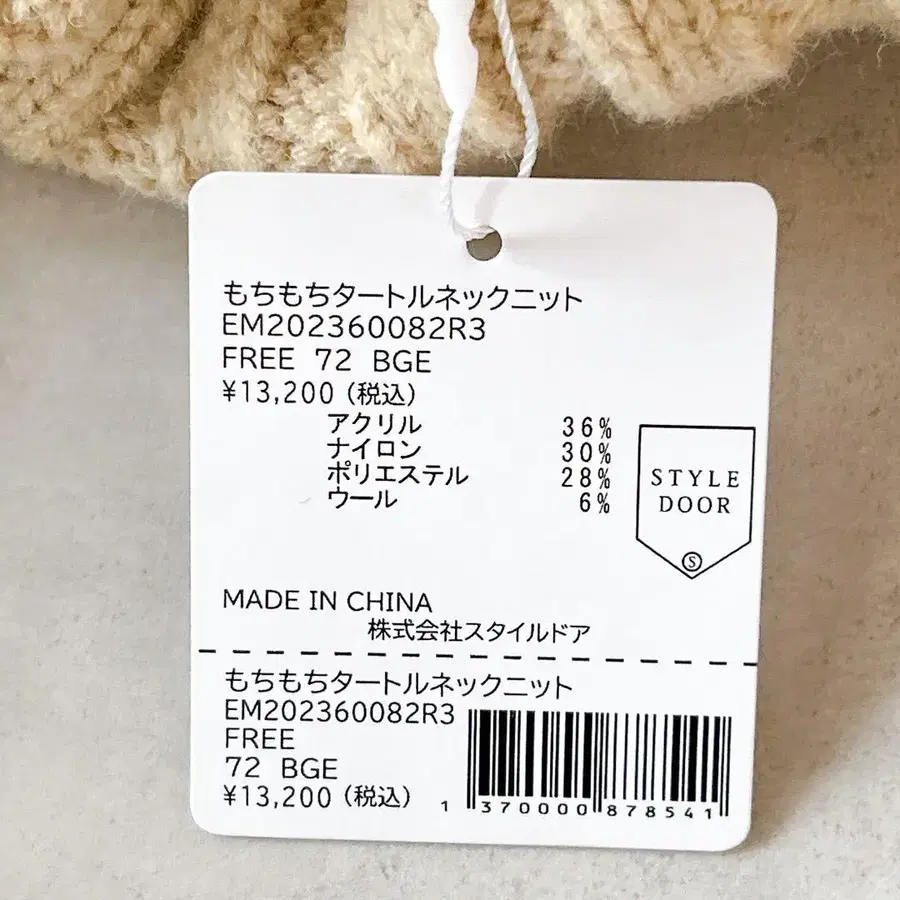 もちもちタートルネックニット
EM202360082R3
FREE 72 BGE
¥13,200 (税込)
アクリル 36%
ナイロン 30%
ポリエステル 28%
ウール 6%
STYLE
DOOR
S
MADE IN CHINA
株式会社スタイルドア
もちもちタートルネックニット
EM202360082R3
FREE
72 BGE
¥13,200 (税込)
1 370000 878541